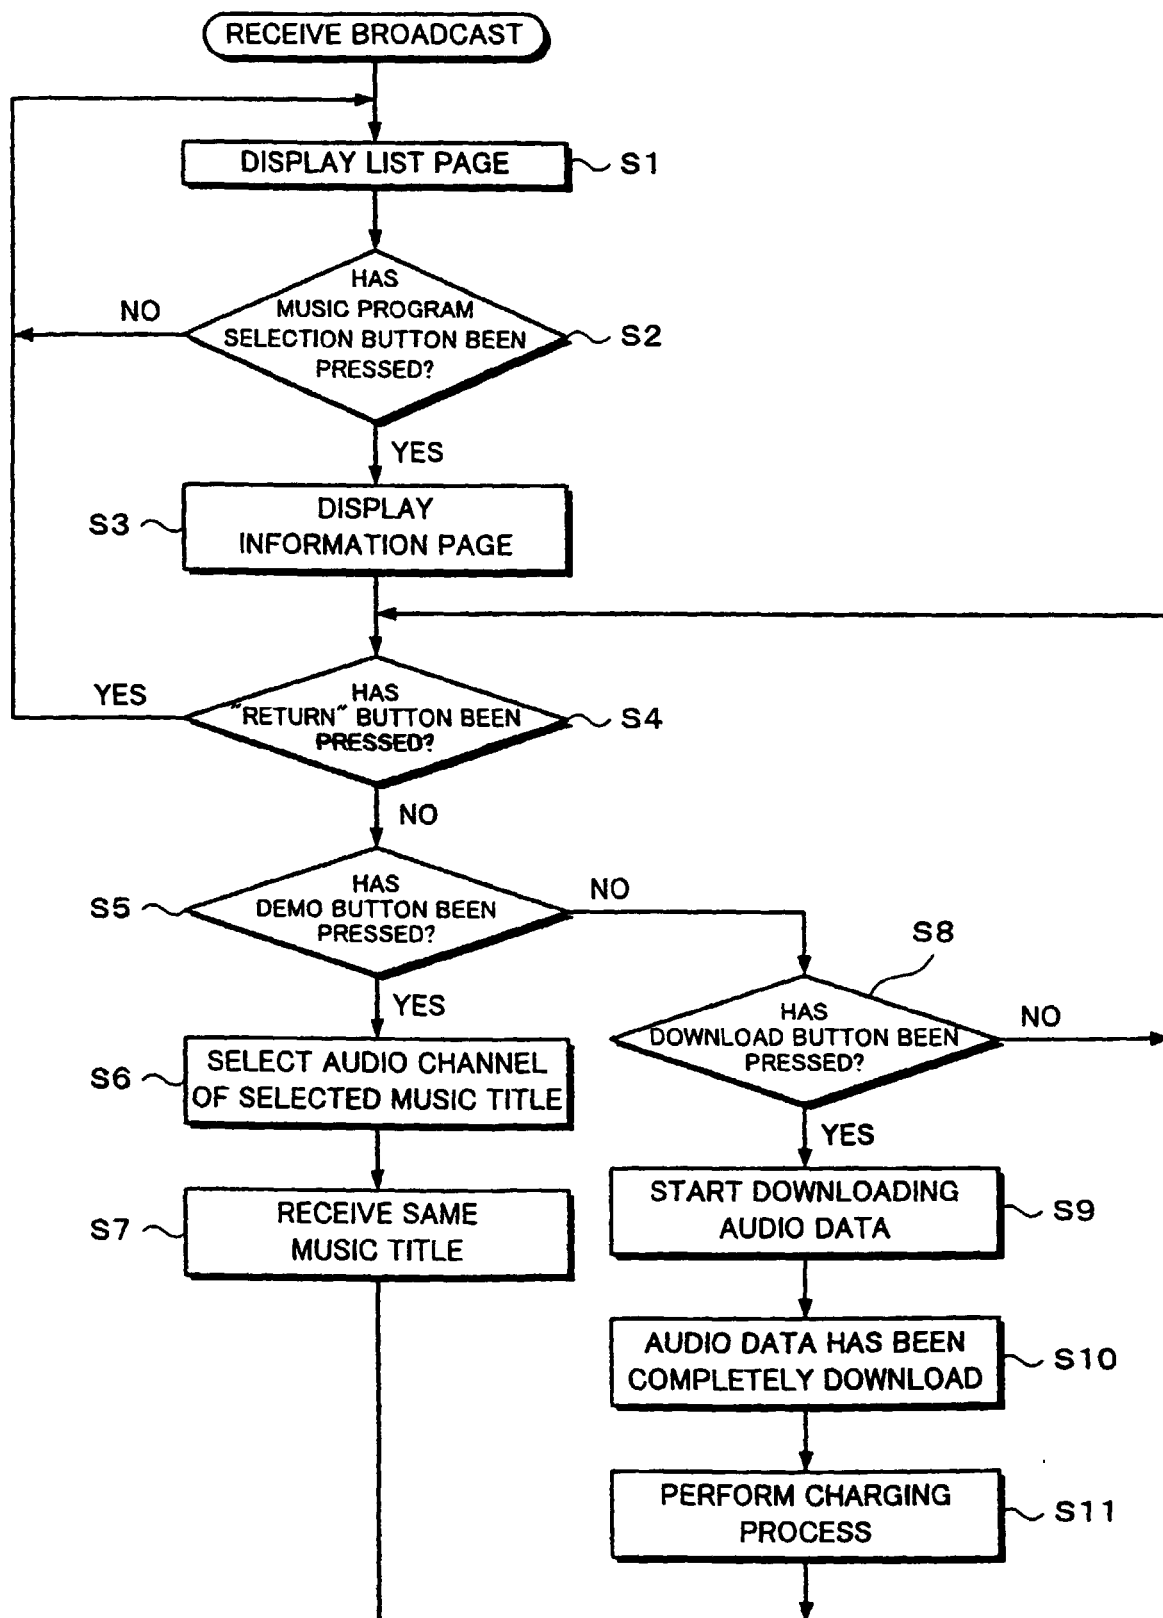 RECEIVE BROADCAST
DISPLAY LIST PAGE
S1
HAS
MUSIC PROGRAM
SELECTION BUTTON BEEN
PRESSED?
S2
NO
YES
S3
DISPLAY
INFORMATION PAGE
YES
HAS
"RETURN" BUTTON BEEN
PRESSED?
S4
NO
S5
HAS
DEMO BUTTON BEEN
PRESSED?
NO
YES
S6
SELECT AUDIO CHANNEL
OF SELECTED MUSIC TITLE
S7
RECEIVE SAME
MUSIC TITLE
S8
HAS
DOWNLOAD BUTTON BEEN
PRESSED?
NO
YES
START DOWNLOADING
AUDIO DATA
S9
AUDIO DATA HAS BEEN
COMPLETELY DOWNLOAD
S10
PERFORM CHARGING
PROCESS
S11